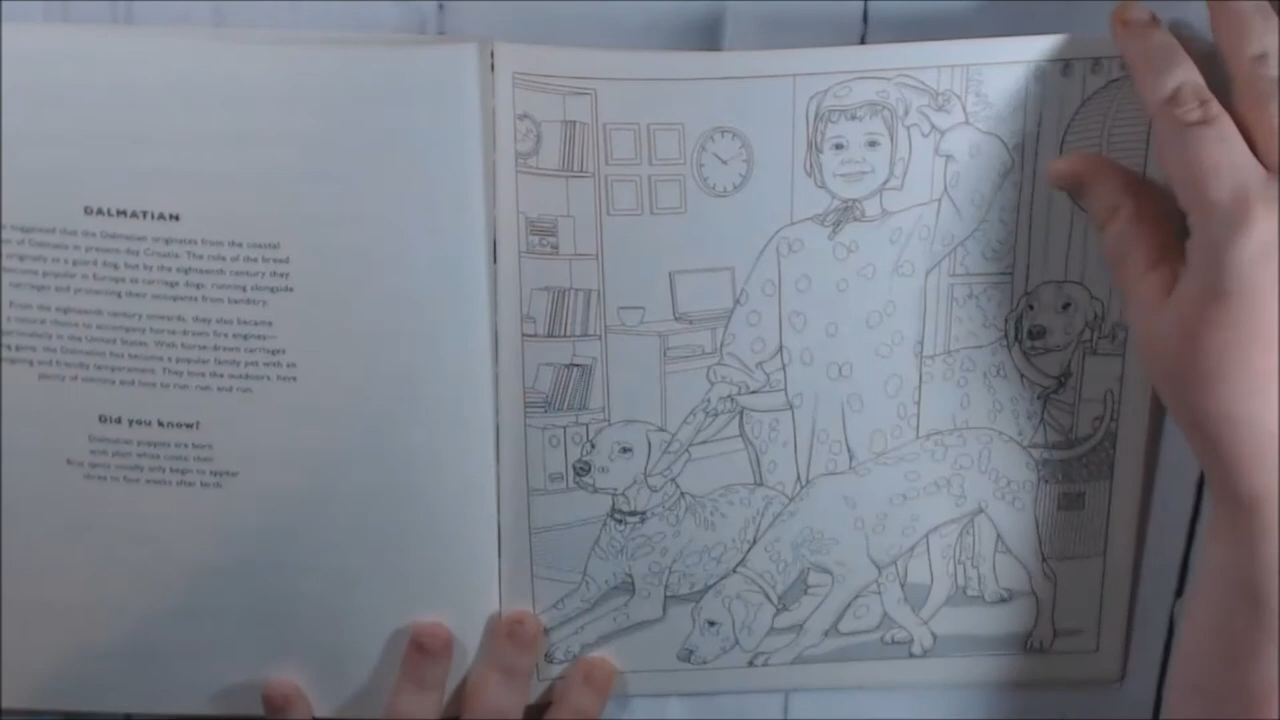 DALMATIAN
suggested that the Dalmatian originates from the coastal
of Dalmatia in present-day Croatia. The role of the breed
originally as a guard dog, but by the eighteenth century they
become popular in Europe as carriage dogs, running alongside
carriages and protecting their occupants from banditry.
From the eighteenth century onwards, they also became
a natural choice to accompany horse-drawn fire engines—
particularly in the United States. With horse-drawn carriages
gone, the Dalmatian has become a popular family pet with an
and friendly temperament. They love the outdoors, have
plenty of stamina and love to run, run, and run.
Did you know?
Dalmatian puppies are born
with plain white coats; their
first spots usually only begin to appear
three to four weeks after birth.